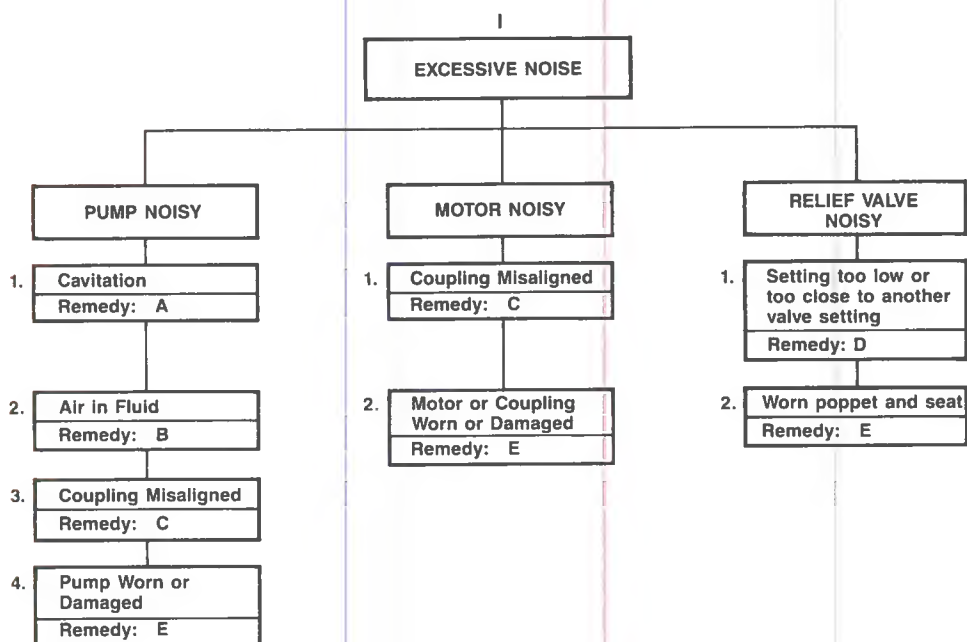 I
EXCESSIVE NOISE
PUMP NOISY
1. Cavitation
Remedy: A
2. Air in Fluid
Remedy: B
3. Coupling Misaligned
Remedy: C
4. Pump Worn or
Damaged
Remedy: E
MOTOR NOISY
1. Coupling Misaligned
Remedy: C
2. Motor or Coupling
Worn or Damaged
Remedy: E
RELIEF VALVE
NOISY
1. Setting too low or
too close to another
valve setting
Remedy: D
2. Worn poppet and seat
Remedy: E